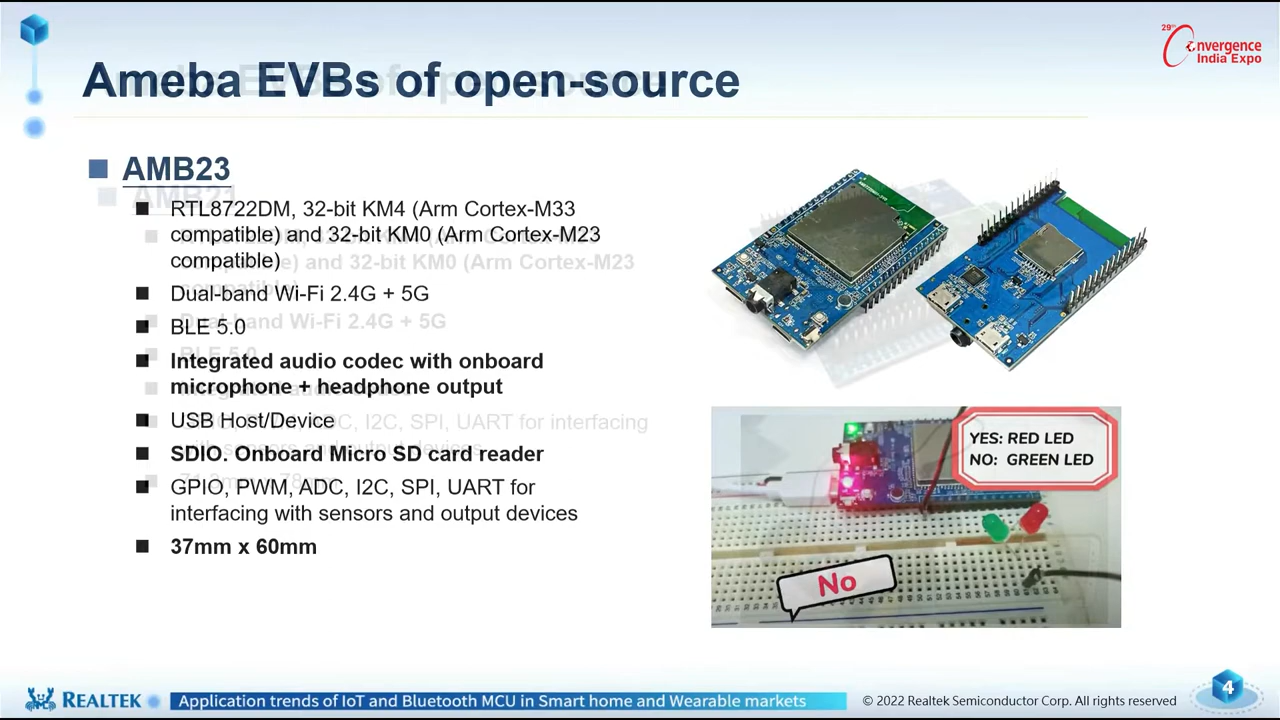 29th
Convergence
India Expo
Ameba EVBs of open-source
AMB23
RTL8722DM, 32-bit KM4 (Arm Cortex-M33
compatible) and 32-bit KM0 (Arm Cortex-M23
compatible)
Dual-band Wi-Fi 2.4G + 5G
BLE 5.0
Integrated audio codec with onboard
microphone + headphone output
USB Host/Device
SDIO. Onboard Micro SD card reader
GPIO, PWM, ADC, I2C, SPI, UART for
interfacing with sensors and output devices
37mm x 60mm
YES: RED LED
NO: GREEN LED
No
REALTEK
Application trends of IoT and Bluetooth MCU in Smart home and Wearable markets
© 2022 Realtek Semiconductor Corp. All rights reserved
4